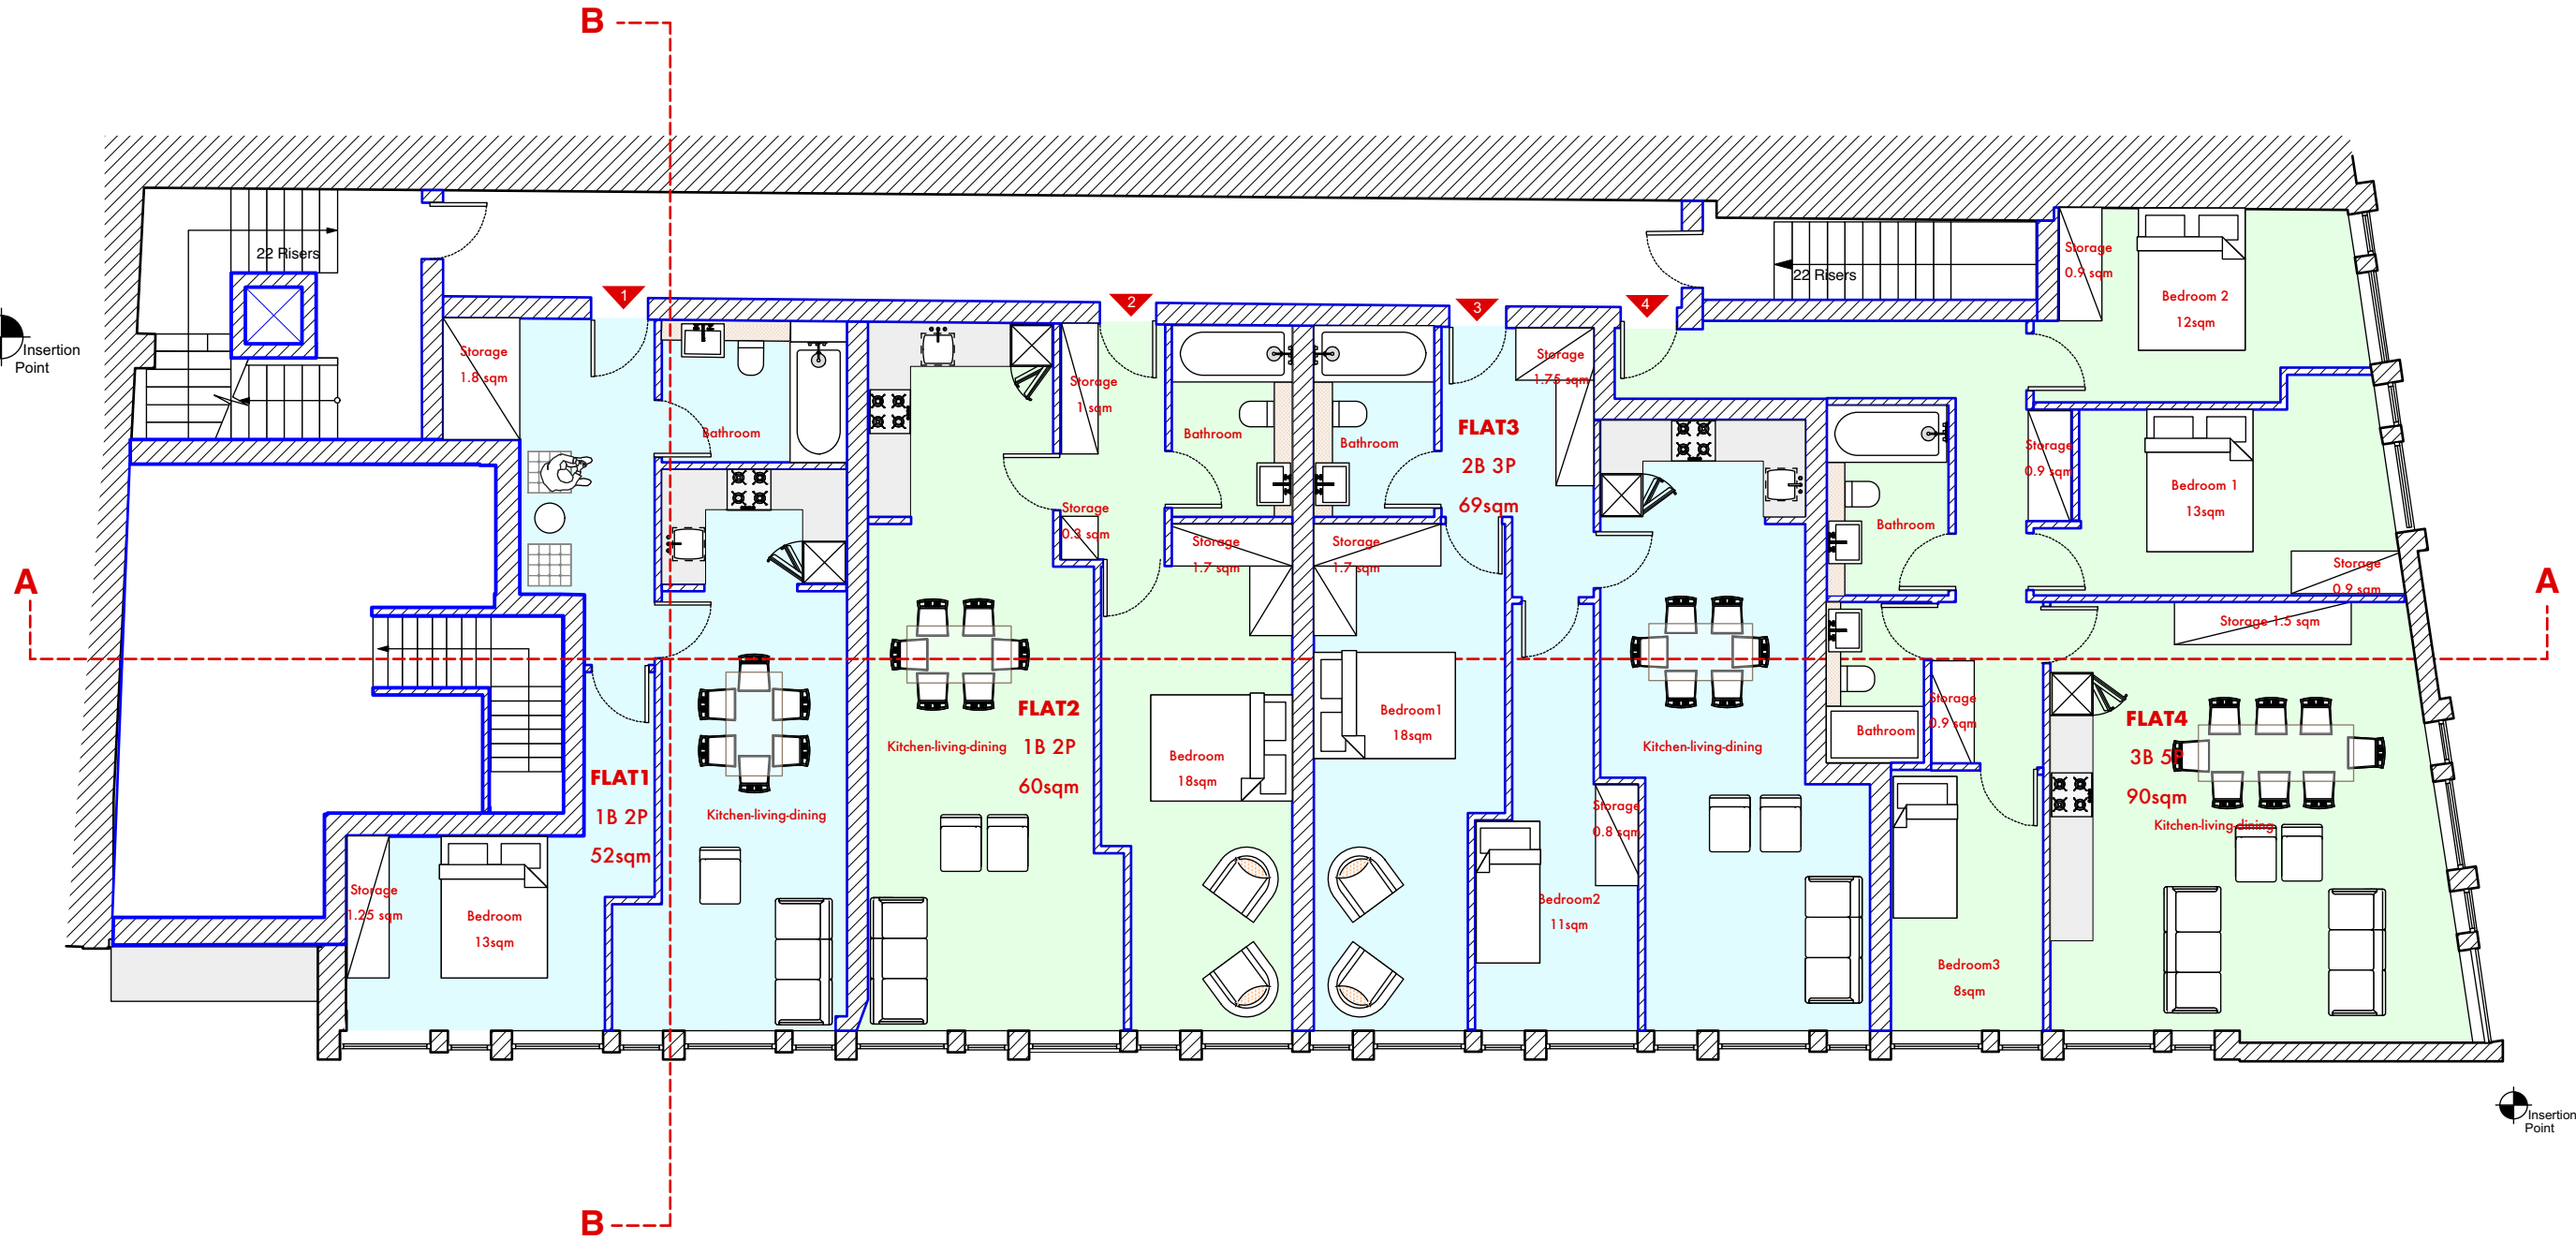 B
22 Risers
Insertion
Point
1
2
3
4
22 Risers
Storage
0.9 sqm
Bedroom 2
12sqm
Storage
1.8 sqm
Bathroom
Storage
1 sqm
Bathroom
Bathroom
Storage
1.75 sqm
FLAT3
2B 3P
69sqm
Storage
0.9 sqm
Bedroom 1
13sqm
Bathroom
Storage
0.3 sqm
Storage
1.7 sqm
Storage
1.7 sqm
Storage
0.9 sqm
A
A
Storage 1.5 sqm
FLAT2
1B 2P
60sqm
Kitchen-living-dining
Bedroom
18sqm
Bedroom1
18sqm
Kitchen-living-dining
Storage
0.9 sqm
Bathroom
FLAT4
3B 5P
90sqm
Kitchen-living-dining
FLAT1
1B 2P
52sqm
Kitchen-living-dining
Storage
0.8 sqm
Storage
1.25 sqm
Bedroom
13sqm
Bedroom2
11sqm
Bedroom3
8sqm
Insertion
Point
B